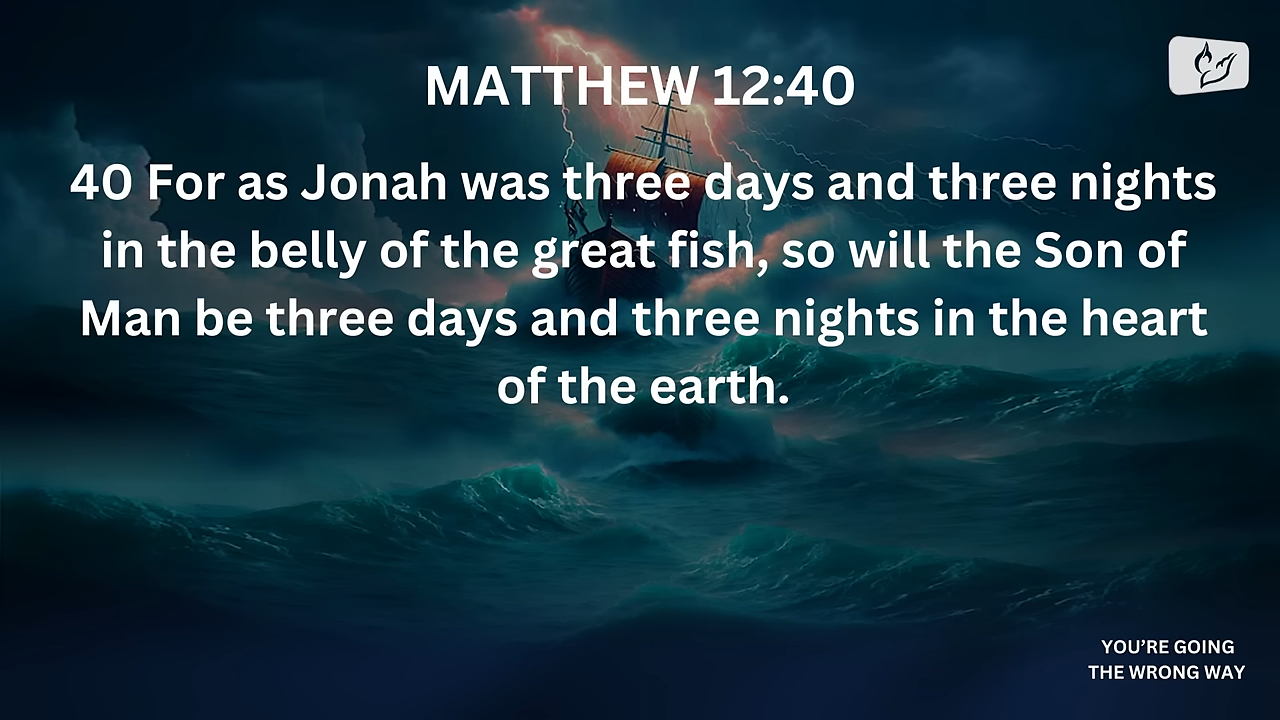 MATTHEW 12:40
40 For as Jonah was three days and three nights
in the belly of the great fish, so will the Son of
Man be three days and three nights in the heart
of the earth.
YOU’RE GOING
THE WRONG WAY